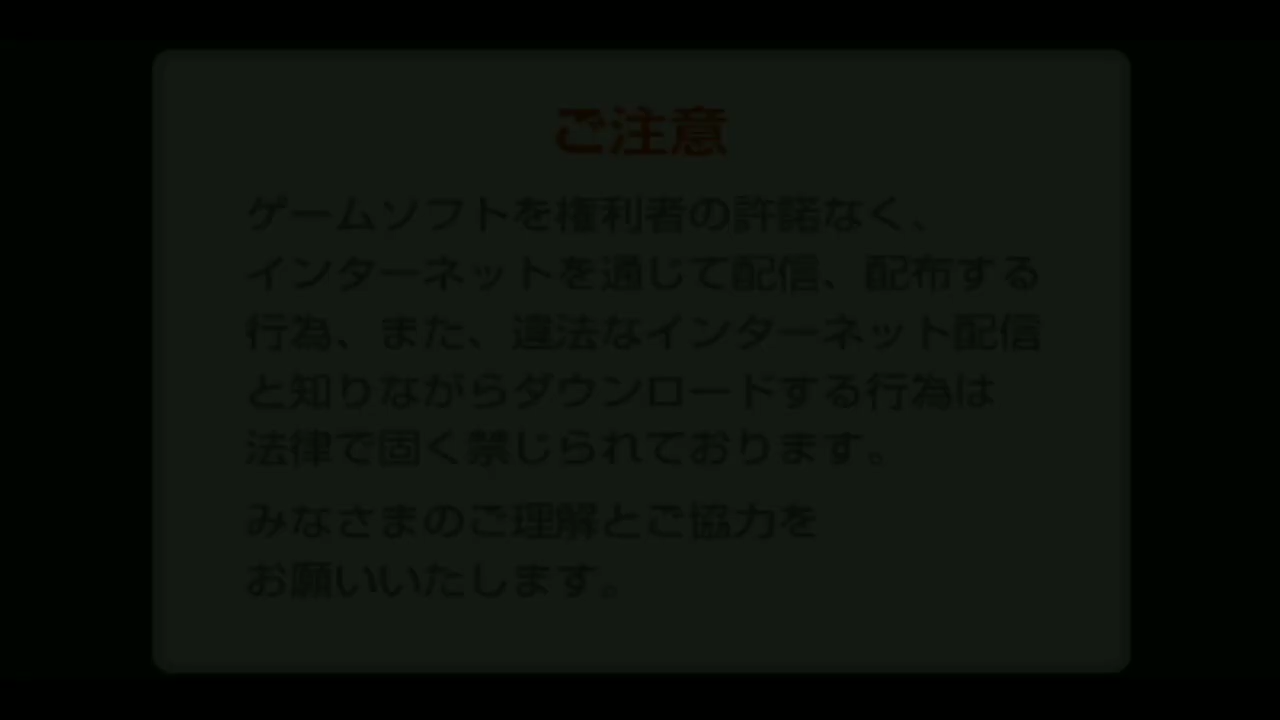 ご注意
ゲームソフトを権利者の許諾なく、
インターネットを通じて配信、配布する
行為、また、違法なインターネット配信
と知りながらダウンロードする行為は
法律で固く禁じられております。
みなさまのご理解とご協力を
お願いいたします。